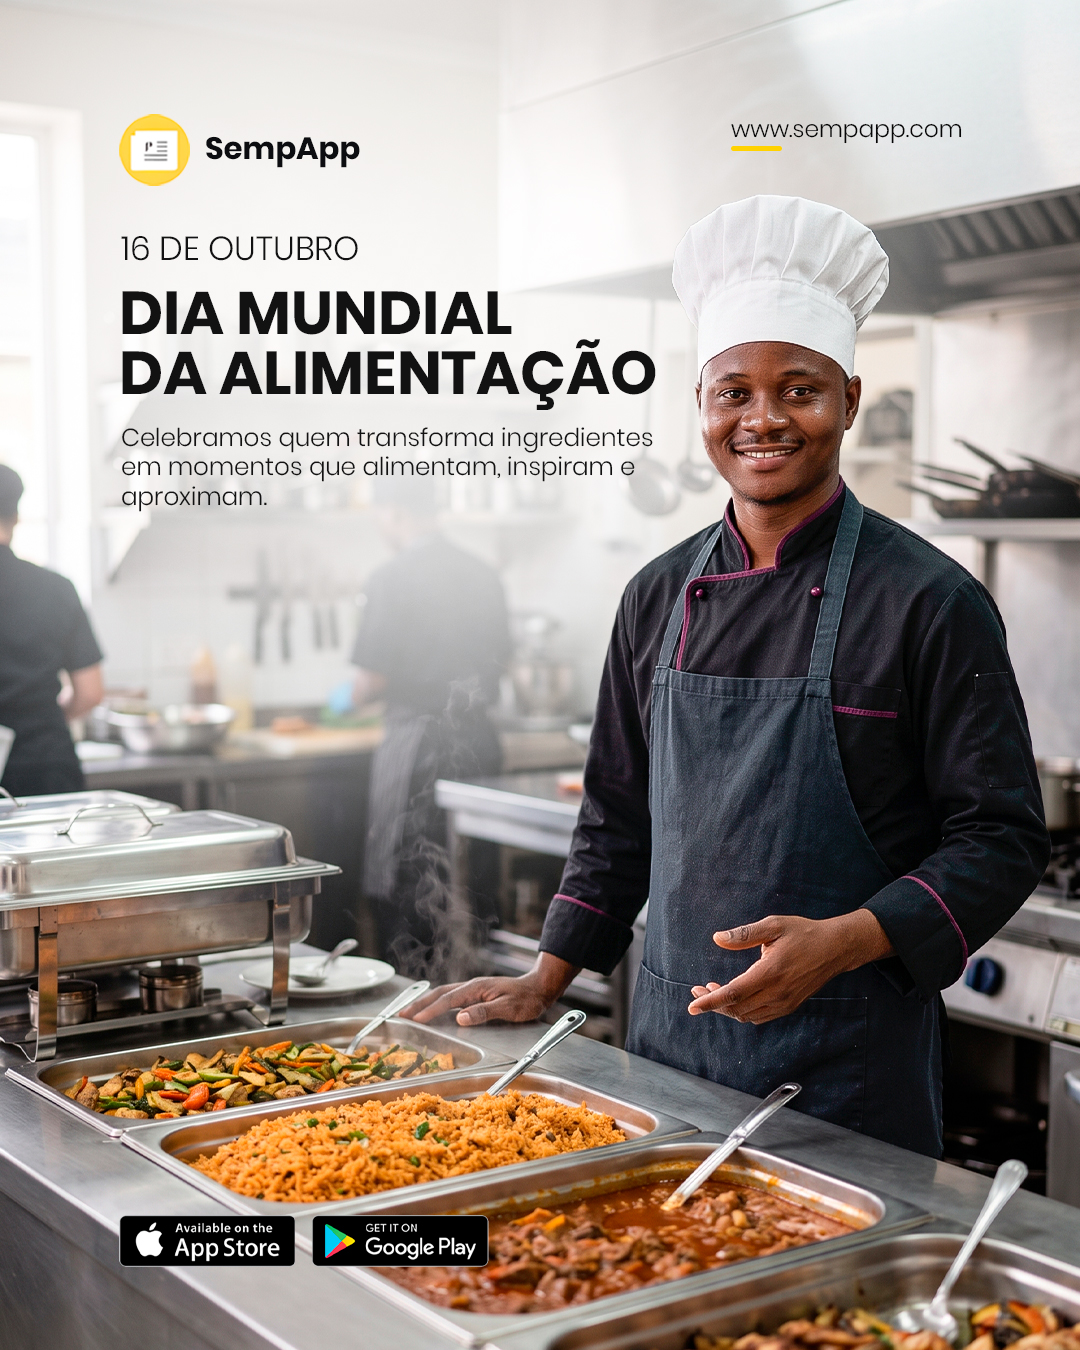 SempApp
www.sempapp.com
16 DE OUTUBRO
DIA MUNDIAL
DA ALIMENTAÇÃO
Celebramos quem transforma ingredientes
em momentos que alimentam, inspiram e
aproximam.
Available on the
App Store
GET IT ON
Google Play